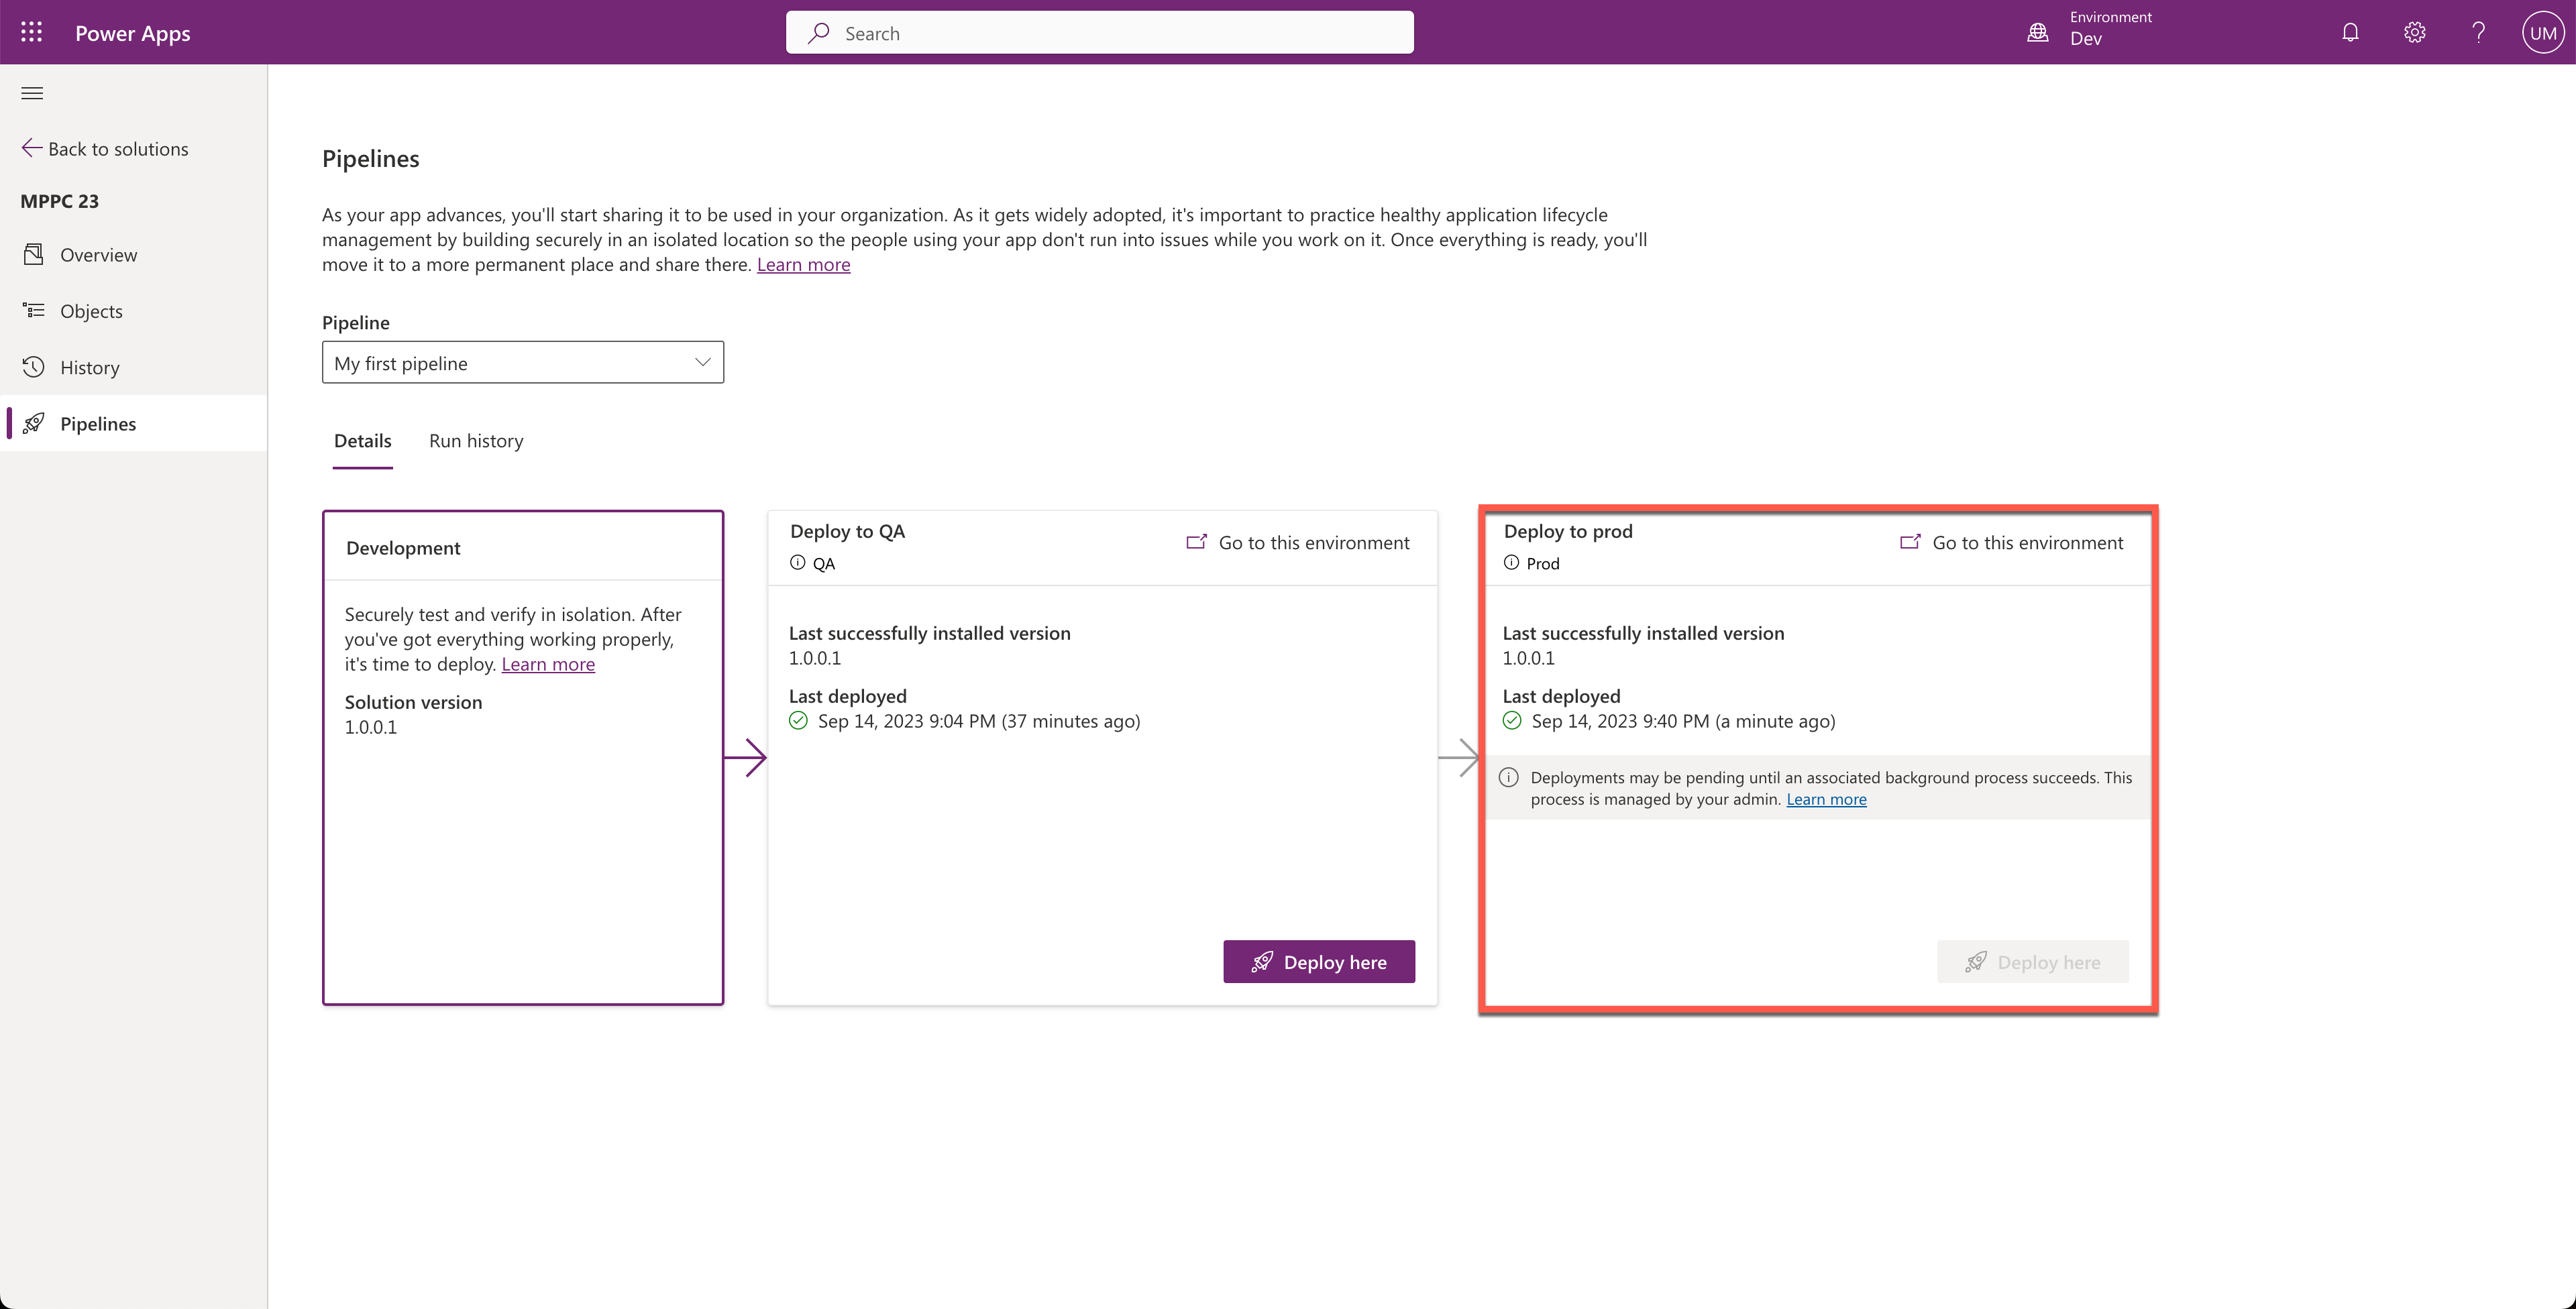 Power Apps
Search
Environment
Dev
UM
Back to solutions
MPPC 23
Overview
Objects
History
Pipelines
Pipelines
As your app advances, you'll start sharing it to be used in your organization. As it gets widely adopted, it's important to practice healthy application lifecycle
management by building securely in an isolated location so the people using your app don't run into issues while you work on it. Once everything is ready, you'll
move it to a more permanent place and share there. Learn more
Pipeline
My first pipeline
Details
Run history
Development
Securely test and verify in isolation. After
you've got everything working properly,
it's time to deploy. Learn more
Solution version
1.0.0.1
Deploy to QA
Go to this environment
QA
Last successfully installed version
1.0.0.1
Last deployed
Sep 14, 2023 9:04 PM (37 minutes ago)
Deploy here
Deploy to prod
Go to this environment
Prod
Last successfully installed version
1.0.0.1
Last deployed
Sep 14, 2023 9:40 PM (a minute ago)
Deployments may be pending until an associated background process succeeds. This
process is managed by your admin. Learn more
Deploy here